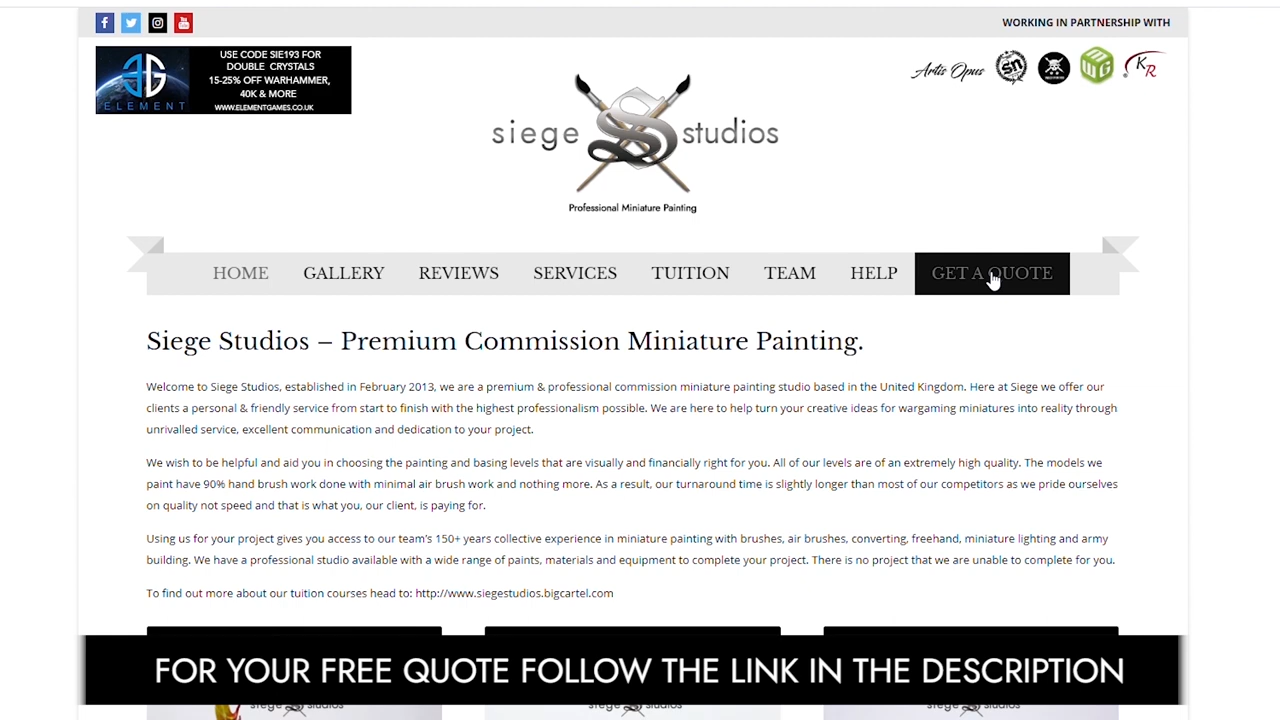 WORKING IN PARTNERSHIP WITH
USE CODE SIE193 FOR
DOUBLE CRYSTALS
15-25% OFF WARHAMMER,
40K & MORE
WWW.ELEMENTGAMES.CO.UK
ELEMENT
Artis Opus
KR
siege studios
Professional Miniature Painting
HOME GALLERY REVIEWS SERVICES TUITION TEAM HELP GET A QUOTE
Siege Studios – Premium Commission Miniature Painting.
Welcome to Siege Studios, established in February 2013, we are a premium & professional commission miniature painting studio based in the United Kingdom. Here at Siege we offer our
clients a personal & friendly service from start to finish with the highest professionalism possible. We are here to help turn your creative ideas for wargaming miniatures into reality through
unrivalled service, excellent communication and dedication to your project.
We wish to be helpful and aid you in choosing the painting and basing levels that are visually and financially right for you. All of our levels are of an extremely high quality. The models we
paint have 90% hand brush work done with minimal air brush work and nothing more. As a result, our turnaround time is slightly longer than most of our competitors as we pride ourselves
on quality not speed and that is what you, our client, is paying for.
Using us for your project gives you access to our team's 150+ years collective experience in miniature painting with brushes, air brushes, converting, freehand, miniature lighting and army
building. We have a professional studio available with a wide range of paints, materials and equipment to complete your project. There is no project that we are unable to complete for you.
To find out more about our tuition courses head to: http://www.siegestudios.bigcartel.com
FOR YOUR FREE QUOTE FOLLOW THE LINK IN THE DESCRIPTION
siege studios siege studios siege studios